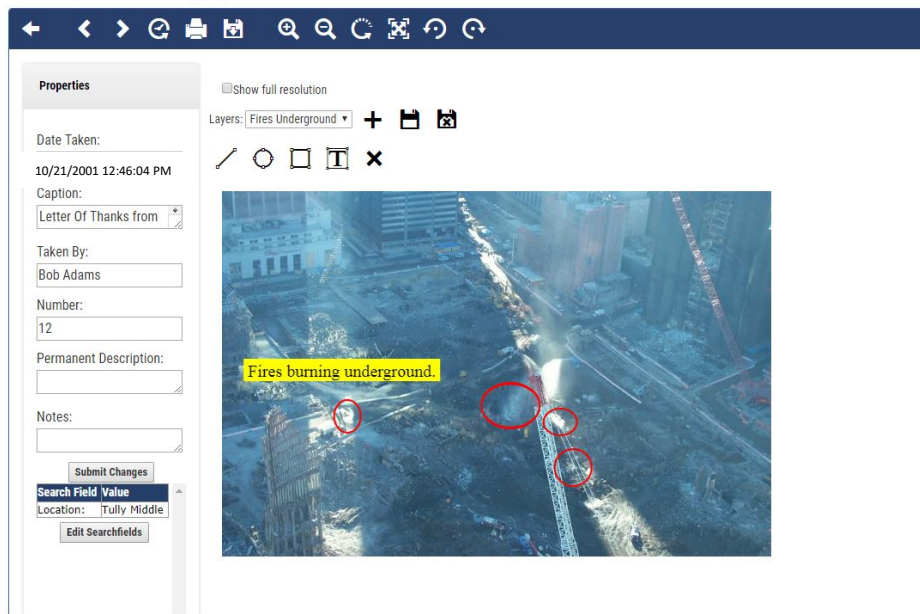 Properties
Show full resolution
Layers: Fires Underground
T
Date Taken:
10/21/2001 12:46:04 PM
Caption:
Letter Of Thanks from
Taken By:
Bob Adams
Number:
12
Permanent Description:
Notes:
Submit Changes
Search Field Value
Location: Tully Middle
Edit Searchfields
Fires burning underground.